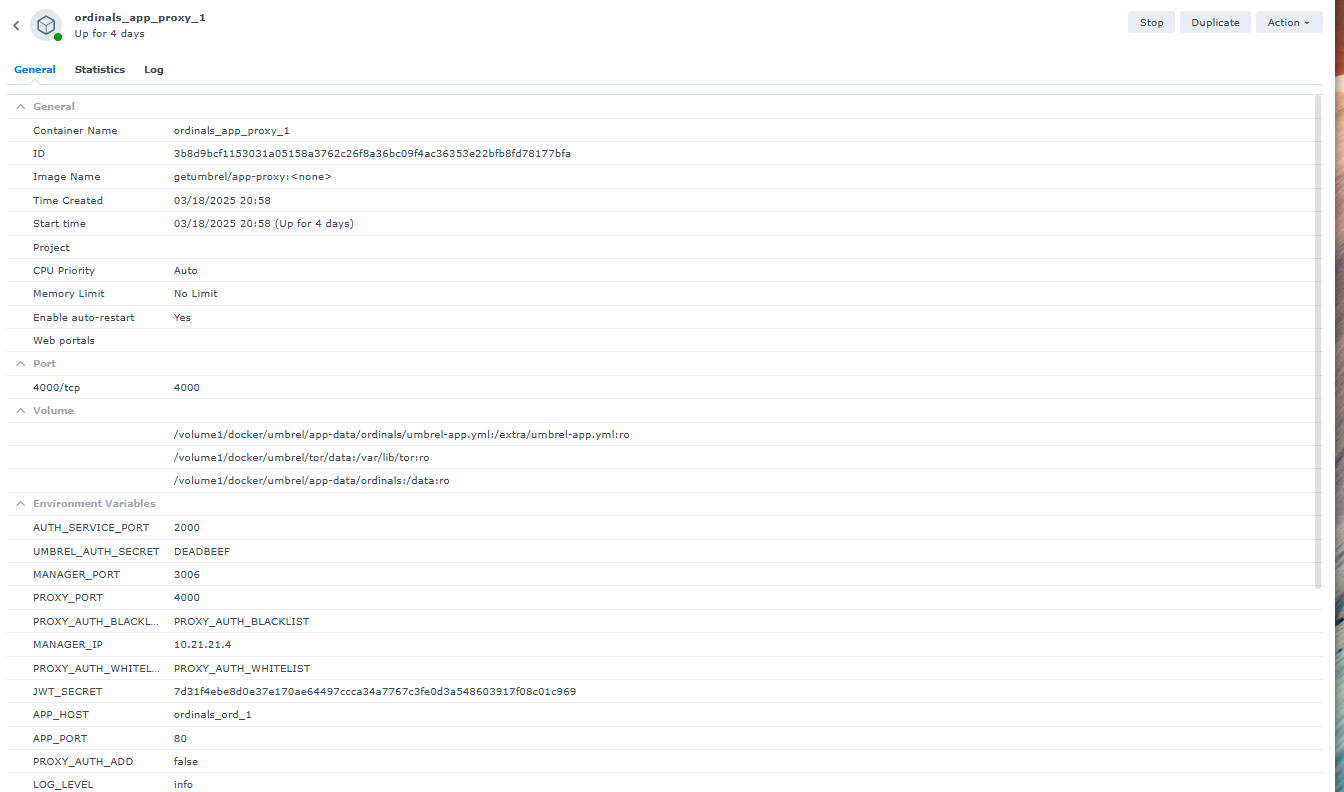 ordinals_app_proxy_1
Up for 4 days
Stop Duplicate Action
General Statistics Log
General
Container Name ordinals_app_proxy_1
ID 3b8d9bcf1153031a05158a3762c26f8a36bc09f4ac36353e22bfb8fd78177bfa
Image Name getumbrel/app-proxy:<none>
Time Created 03/18/2025 20:58
Start time 03/18/2025 20:58 (Up for 4 days)
Project
CPU Priority Auto
Memory Limit No Limit
Enable auto-restart Yes
Web portals
Port
4000/tcp 4000
Volume
/volume1/docker/umbrel/app-data/ordinals/umbrel-app.yml:/extra/umbrel-app.yml:ro
/volume1/docker/umbrel/tor/data:/var/lib/tor:ro
/volume1/docker/umbrel/app-data/ordinals:/data:ro
Environment Variables
AUTH_SERVICE_PORT 2000
UMBREL_AUTH_SECRET DEADBEEF
MANAGER_PORT 3006
PROXY_PORT 4000
PROXY_AUTH_BLACKL... PROXY_AUTH_BLACKLIST
MANAGER_IP 10.21.21.4
PROXY_AUTH_WHITEL... PROXY_AUTH_WHITELIST
JWT_SECRET 7d31f4ebe8d0e37e170ae64497ccca34a7767c3fe0d3a548603917f08c01c969
APP_HOST ordinals_ord_1
APP_PORT 80
PROXY_AUTH_ADD false
LOG_LEVEL info